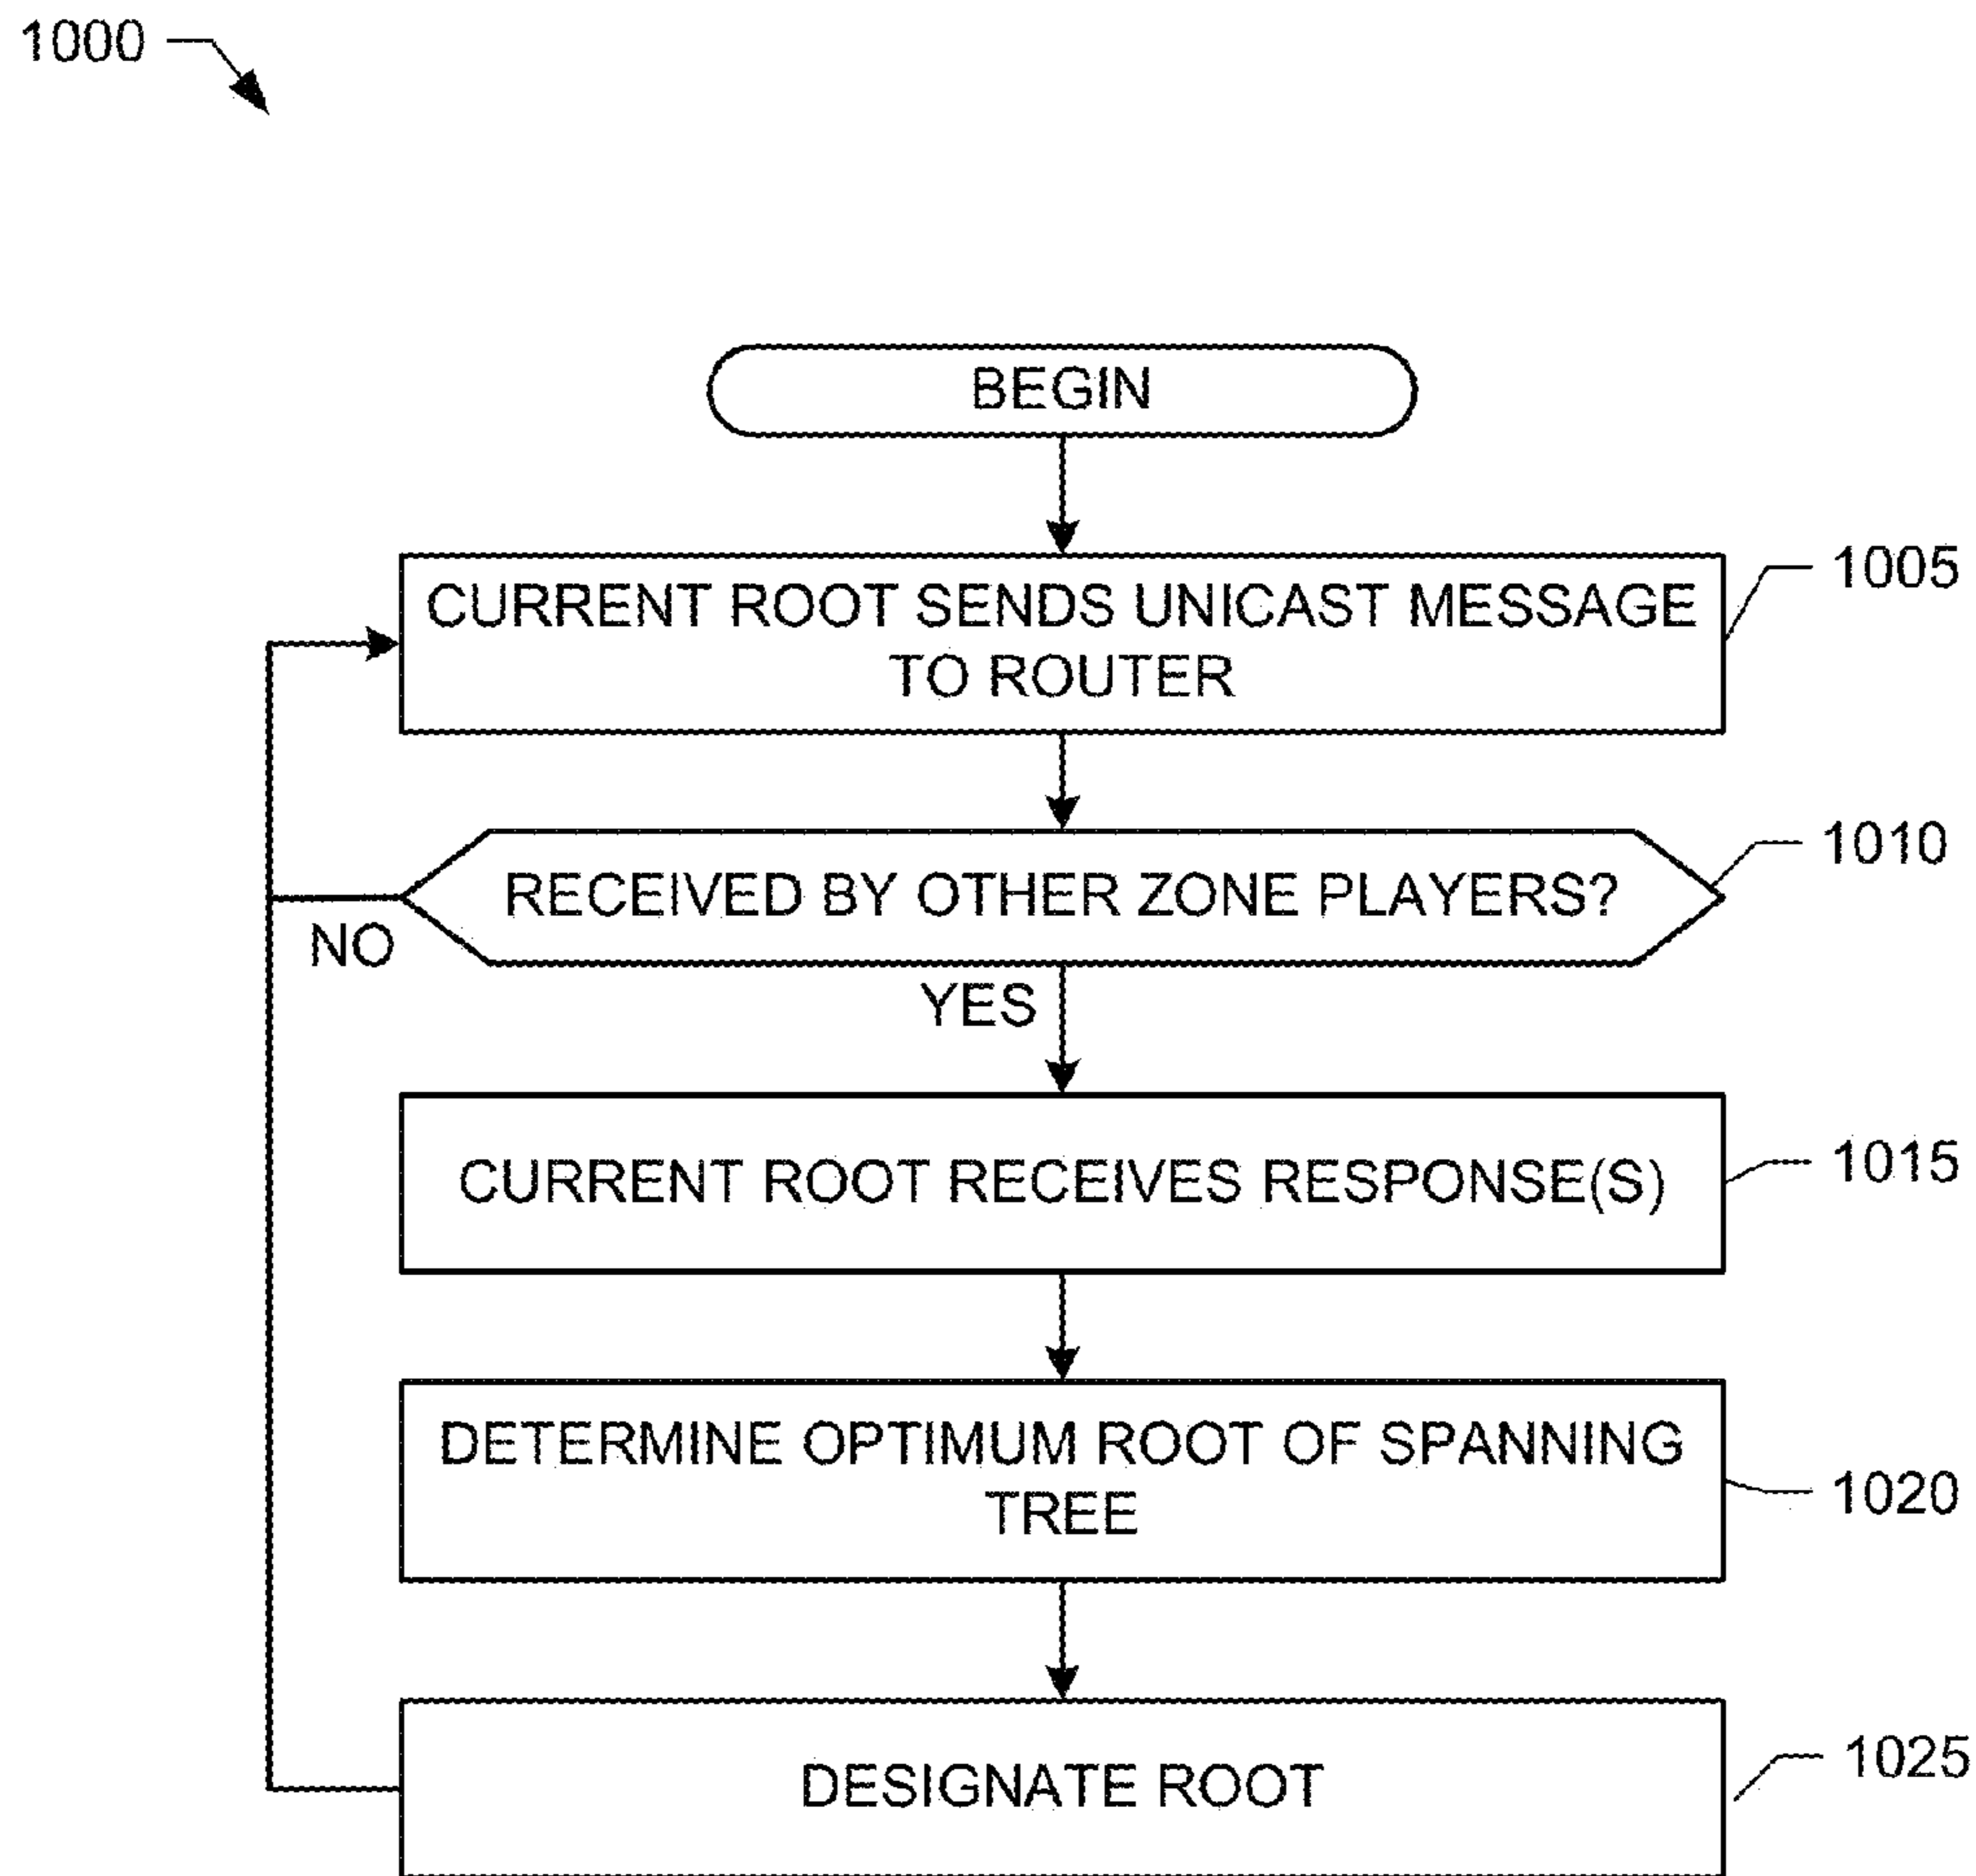 1000
BEGIN
CURRENT ROOT SENDS UNICAST MESSAGE
TO ROUTER
1005
RECEIVED BY OTHER ZONE PLAYERS?
1010
NO
YES
CURRENT ROOT RECEIVES RESPONSE(S)
1015
DETERMINE OPTIMUM ROOT OF SPANNING
TREE
1020
DESIGNATE ROOT
1025